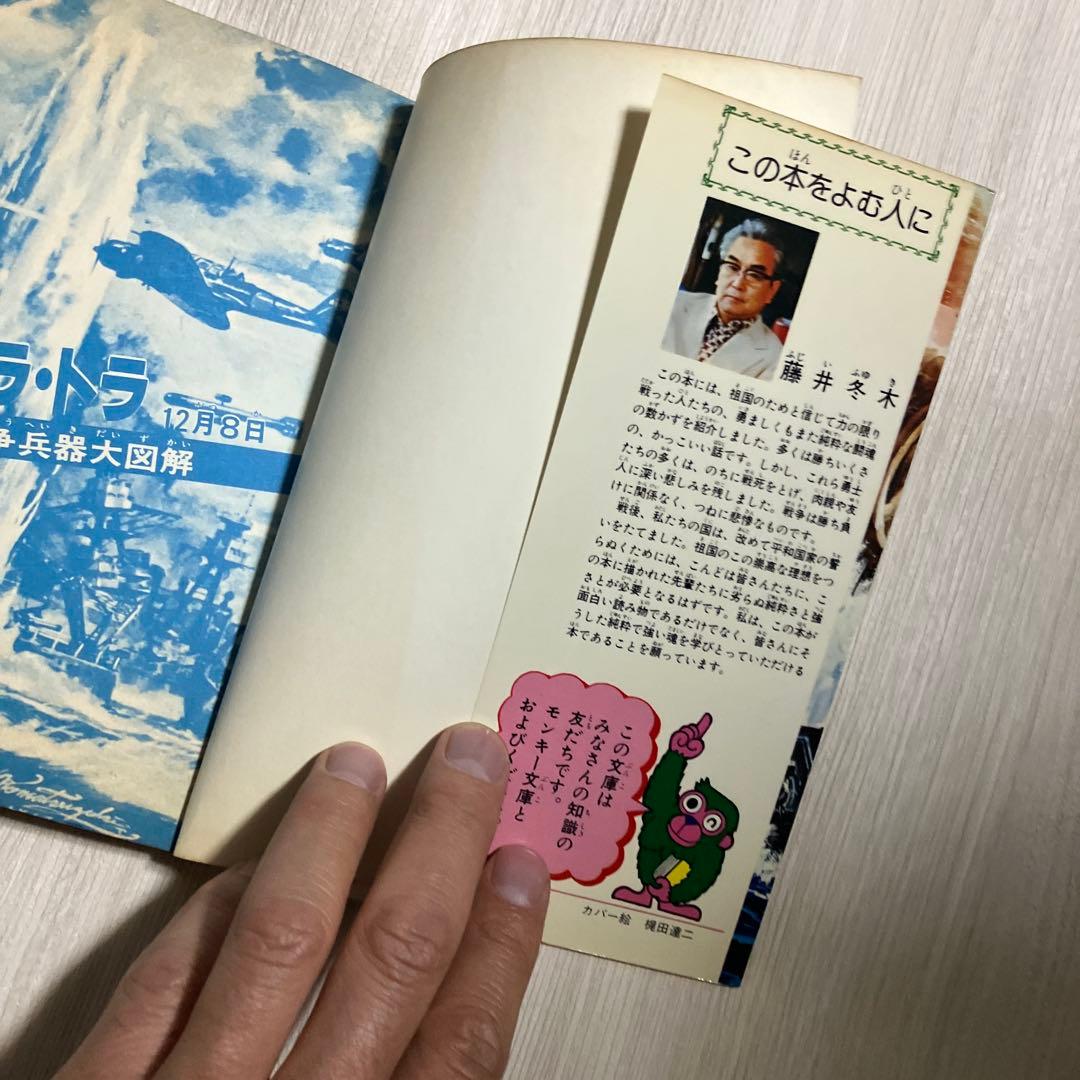 ラ・トラ
12月8日
争兵器大図解
この本をよむ人に
藤井冬木
この本には、祖国のためと信じて力の限り
戦った人たちの、勇ましくもまた純粋な闘魂
の数かずを紹介しました。多くは勝ちいくさ
の、かっこいい話です。しかし、これら勇士
たちの多くは、のちに戦死をとげ、肉親や友
人に深い悲しみを残しました。戦争は勝ち負
けに関係なく、つねに悲惨なものです。
戦後、私たちの国は、改めて平和国家の誓
いをたてました。祖国のこの崇高な理想をつ
らぬくためには、こんどは皆さんたちに、こ
の本に描かれた先輩たちに劣らぬ純粋さと強
さとが必要となるはずです。私は、この本が
面白い読み物であるだけでなく、皆さんにそ
うした純粋で強い魂を学びとっていただける
本であることを願っています。
この文庫は
みなさんの知識の
友だちです。
モンキー文庫と
およびくだ
カバー絵 梶田達二